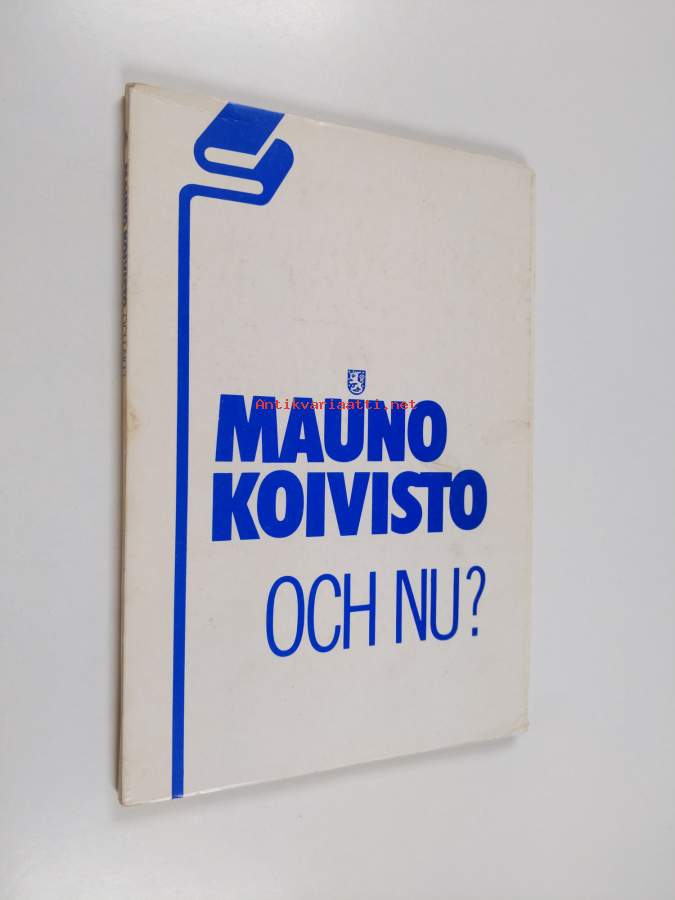 Antikvariaatti.net
MAUNO
KOIVISTO
OCH NU?